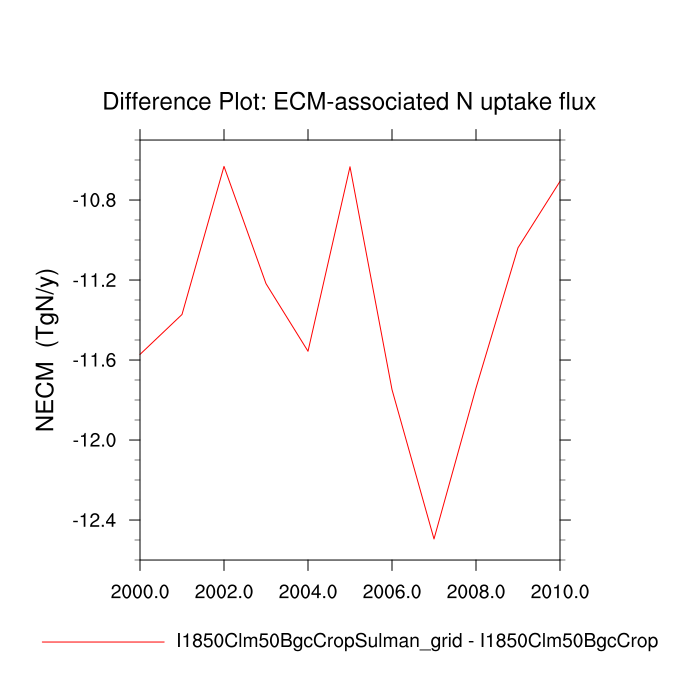 Difference Plot: ECM-associated N uptake flux
NECM (TgN/y)
-10.8
-11.2
-11.6
-12.0
-12.4
2000.0 2002.0 2004.0 2006.0 2008.0 2010.0
I1850Clm50BgcCropSulman_grid - I1850Clm50BgcCrop